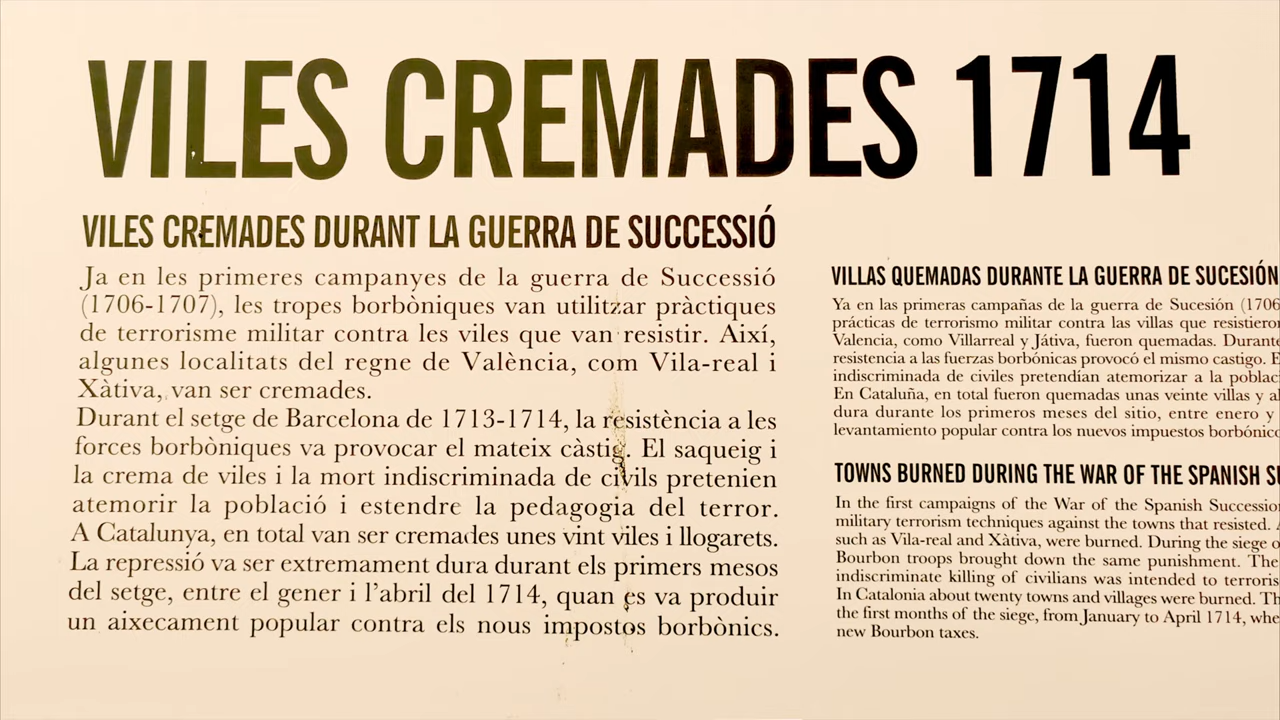 VILES CREMADES 1714
VILES CREMADES DURANT LA GUERRA DE SUCCESSIÓ
Ja en les primeres campanyes de la guerra de Successió
(1706-1707), les tropes borbòniques van utilitzar pràctiques
de terrorisme militar contra les viles que van resistir. Així,
algunes localitats del regne de València, com Vila-real i
Xàtiva, van ser cremades.
Durant el setge de Barcelona de 1713-1714, la resistència a les
forces borbòniques va provocar el mateix càstig. El saqueig i
la crema de viles i la mort indiscriminada de civils pretenien
atemorir la població i estendre la pedagogia del terror.
A Catalunya, en total van ser cremades unes vint viles i llogarets.
La repressió va ser extremament dura durant els primers mesos
del setge, entre el gener i l'abril del 1714, quan es va produir
un aixecament popular contra els nous impostos borbònics.
VILLAS QUEMADAS DURANTE LA GUERRA DE SUCESIÓN
Ya en las primeras campañas de la guerra de Sucesión (1706
prácticas de terrorismo militar contra las villas que resistieron
Valencia, como Villarreal y Játiva, fueron quemadas. Durante
resistencia a las fuerzas borbónicas provocó el mismo castigo. E
indiscriminada de civiles pretendían atemorizar a la poblaci
En Cataluña, en total fueron quemadas unas veinte villas y al
dura durante los primeros meses del sitio, entre enero y
levantamiento popular contra los nuevos impuestos borbónico
TOWNS BURNED DURING THE WAR OF THE SPANISH SU
In the first campaigns of the War of the Spanish Successio
military terrorism techniques against the towns that resisted. A
such as Vila-real and Xàtiva, were burned. During the siege o
Bourbon troops brought down the same punishment. The
indiscriminate killing of civilians was intended to terroris
In Catalonia about twenty towns and villages were burned. Th
the first months of the siege, from January to April 1714, whe
new Bourbon taxes.